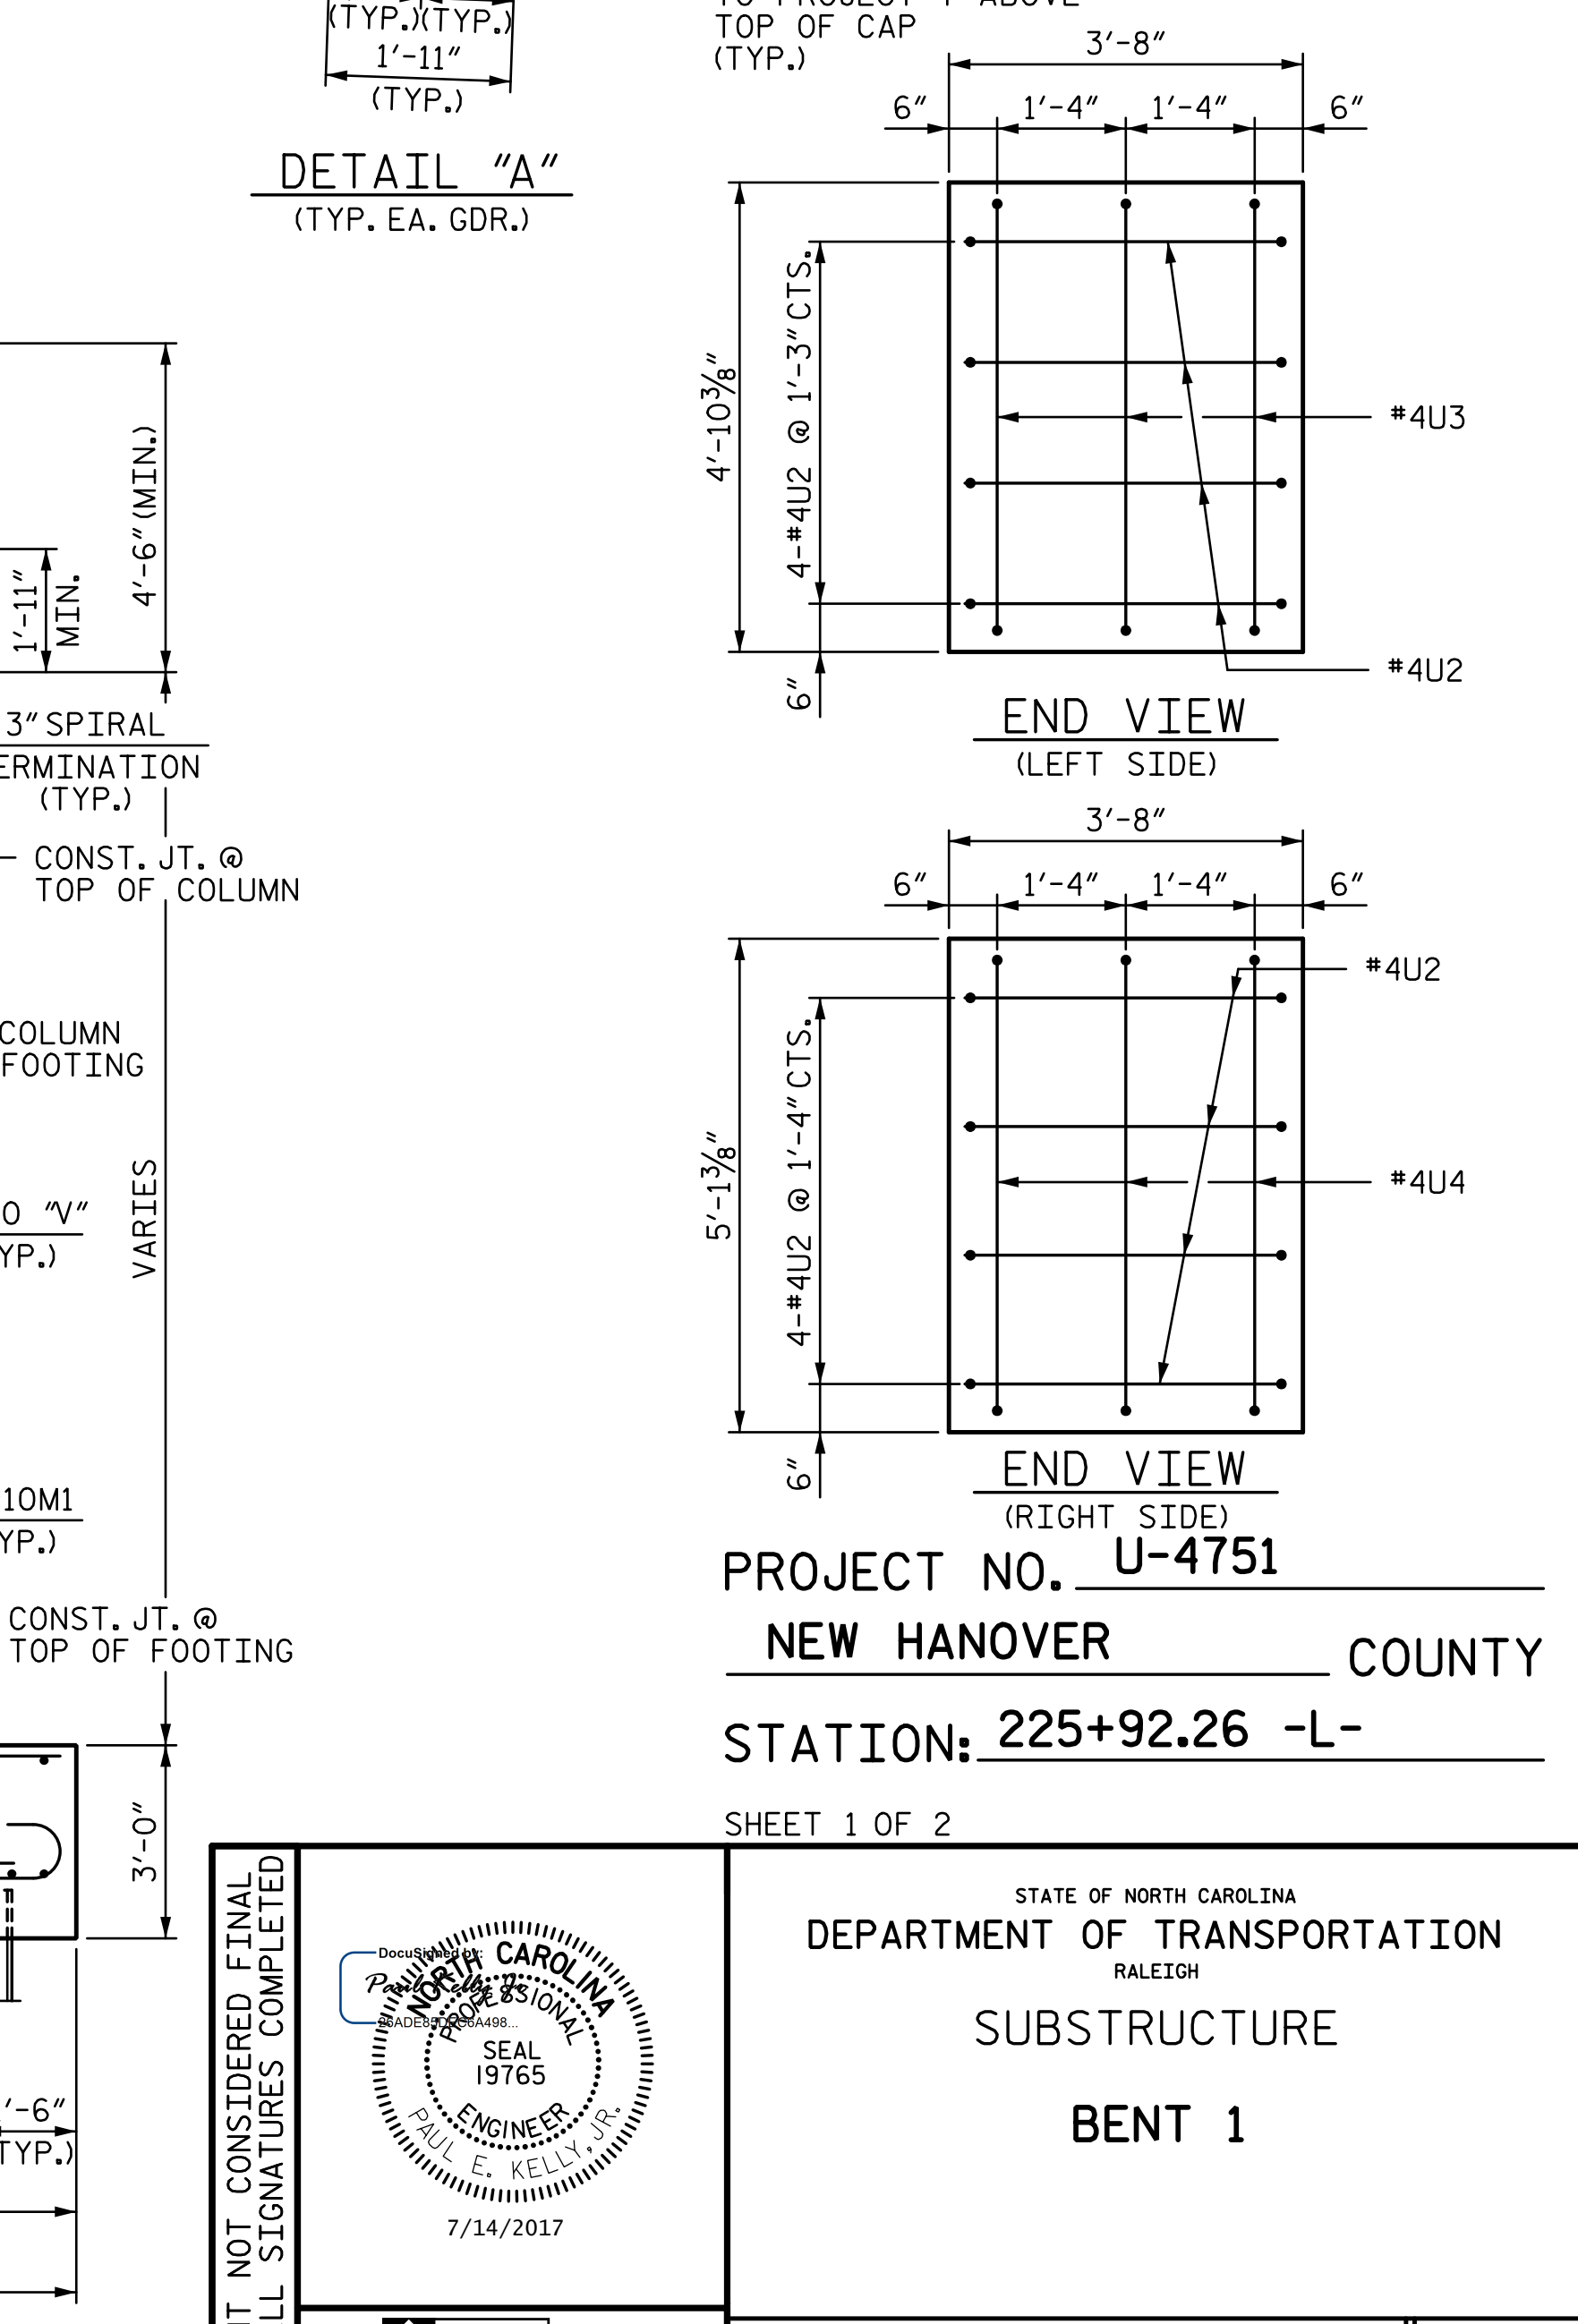 (TYP.)(TYP.)
1'-11"
(TYP.)
DETAIL "A"
(TYP. EA. GDR.)
TOP OF CAP
(TYP.)
3'-8"
6"
1'-4"
1'-4"
6"
4'-10⅜"
4-#4U2 @ 1'-3" CTS.
#4U3
#4U2
6"
END VIEW
(LEFT SIDE)
4'-6" (MIN.)
1'-11"
MIN.
3" SPIRAL
ERMINATION
(TYP.)
CONST. JT. @
TOP OF COLUMN
COLUMN
FOOTING
VARIES
O "V"
YP.)
10M1
YP.)
CONST. JT. @
TOP OF FOOTING
3'-0"
'-6"
TYP.)
3'-8"
6"
1'-4"
1'-4"
6"
#4U2
5'-1⅜"
4-#4U2 @ 1'-4" CTS.
#4U4
6"
END VIEW
(RIGHT SIDE)
PROJECT NO. U-4751
NEW HANOVER COUNTY
STATION: 225+92.26 -L-
SHEET 1 OF 2
NOT CONSIDERED FINAL
LL SIGNATURES COMPLETED
DocuSigned by:
Paul Kelly Jr
NORTH CAROLINA
PROFESSIONAL
SEAL
19765
ENGINEER
PAUL E. KELLY, JR.
7/14/2017
STATE OF NORTH CAROLINA
DEPARTMENT OF TRANSPORTATION
RALEIGH
SUBSTRUCTURE
BENT 1